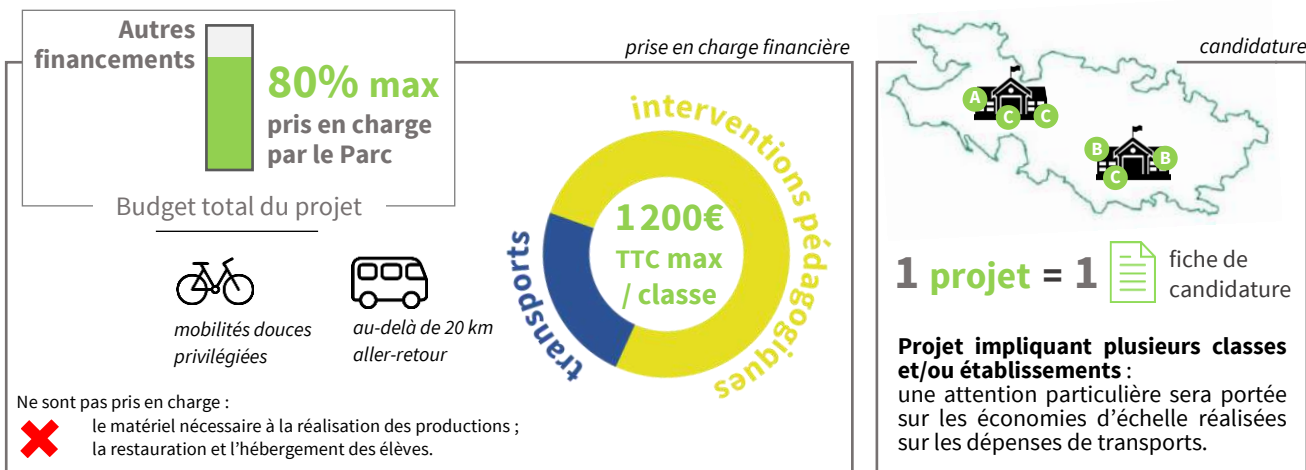 prise en charge financière
Autres
financements
80% max
pris en charge
par le Parc
Budget total du projet
mobilités douces
privilégiées
au-delà de 20 km
aller-retour
interventions pédagogiques
transports
1 200€
TTC max
/ classe
Ne sont pas pris en charge :
le matériel nécessaire à la réalisation des productions ;
la restauration et l’hébergement des élèves.
candidature
A
C
C
B
B
C
1 projet = 1
fiche de
candidature
Projet impliquant plusieurs classes
et/ou établissements :
une attention particulière sera portée
sur les économies d’échelle réalisées
sur les dépenses de transports.